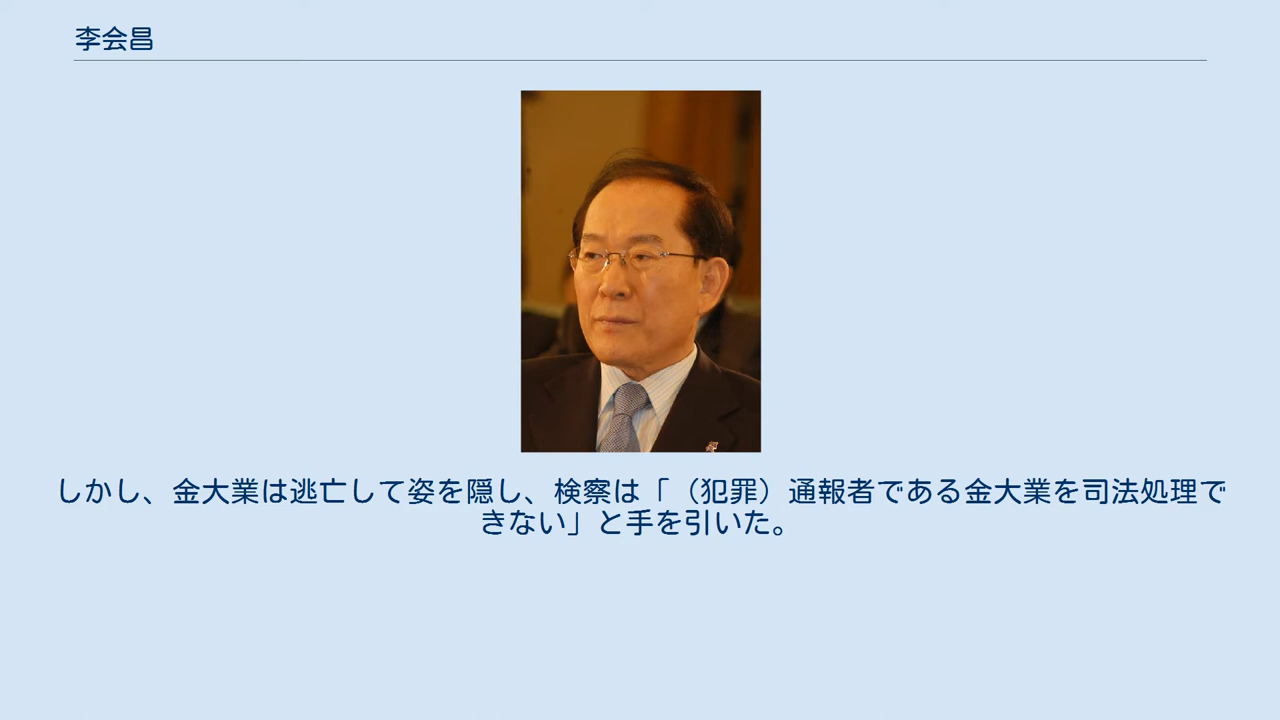 李会昌
しかし、金大業は逃亡して姿を隠し、検察は「（犯罪）通報者である金大業を司法処理で
きない」と手を引いた。